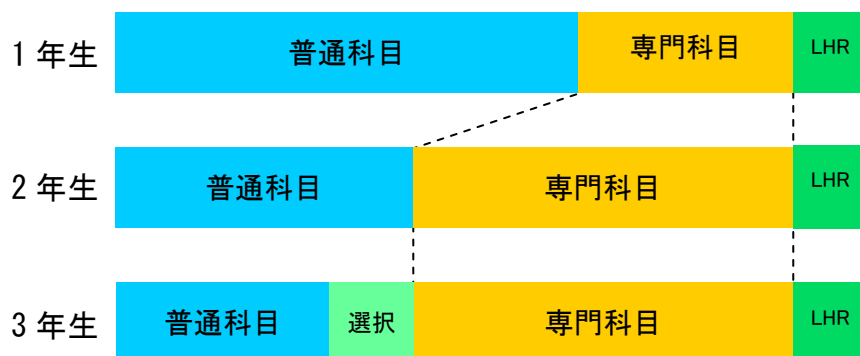 1年生 普通科目 専門科目 LHR
2年生 普通科目 専門科目 LHR
3年生 普通科目 選択 専門科目 LHR